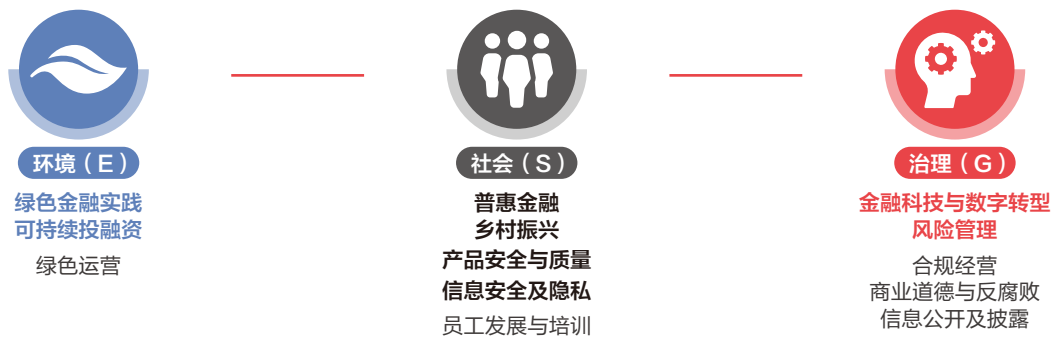 环境（E）
绿色金融实践
可持续投融资
绿色运营
社会（S）
普惠金融
乡村振兴
产品安全与质量
信息安全及隐私
员工发展与培训
治理（G）
金融科技与数字转型
风险管理
合规经营
商业道德与反腐败
信息公开及披露